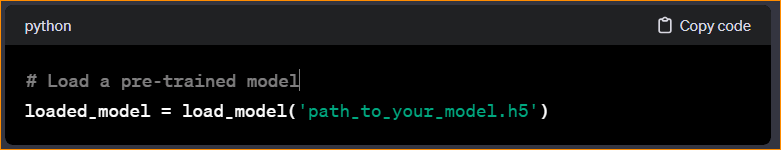 python
Copy code
# Load a pre-trained model
loaded_model = load_model('path_to_your_model.h5')